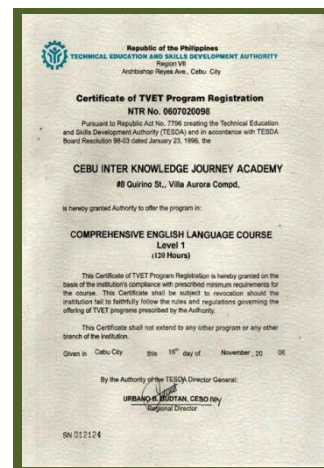 Republic of the Philippines
TECHNICAL EDUCATION AND SKILLS DEVELOPMENT AUTHORITY
Region VII
Archbishop Reyes Ave., Cebu City
Certificate of TVET Program Registration
NTR No. 0607020098
Pursuant to Republic Act No. 7796 creating the Technical Education
and Skills Development Authority (TESDA) and in accordance with TESDA
Board Resolution 98-03 dated January 23, 1998, the
CEBU INTER KNOWLEDGE JOURNEY ACADEMY
#8 Quirino St., Villa Aurora Compd.
is hereby granted Authority to offer the program in:
COMPREHENSIVE ENGLISH LANGUAGE COURSE
Level 1
(120 Hours)
This Certificate of TVET Program Registration is hereby granted on the
basis of the institution's compliance with prescribed minimum requirements for
the course. This Certificate shall be subject to revocation should the
institution fail to faithfully follow the rules and regulations governing the
offering of TVET programs prescribed by the Authority.
This Certificate shall not extend to any other program or any other
branch of the institution.
Given in Cebu City this 16th day of November, 20 06
By the Authority of the TESDA Director General:
URBANO B. BUDTAN, CESO IV
Regional Director
SN 012124